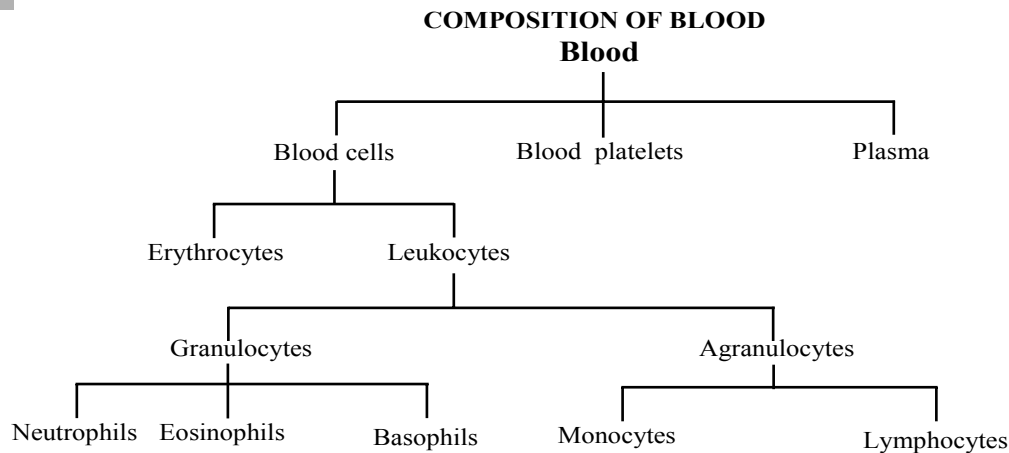 COMPOSITION OF BLOOD
Blood
Blood cells
Blood platelets
Plasma
Erythrocytes
Leukocytes
Granulocytes
Agranulocytes
Neutrophils
Eosinophils
Basophils
Monocytes
Lymphocytes